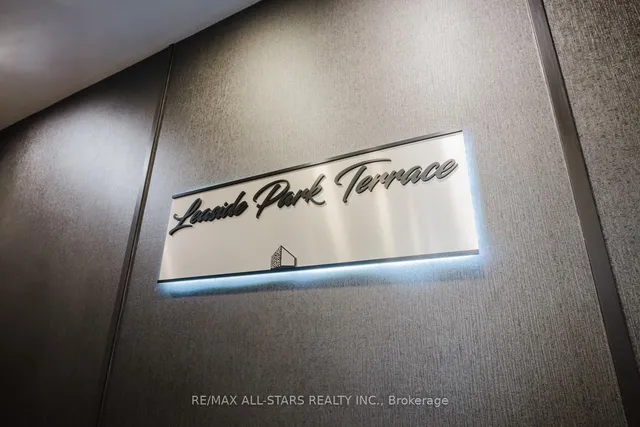 Leaside Park Terrace
RE/MAX ALL-STARS REALTY INC., Brokerage